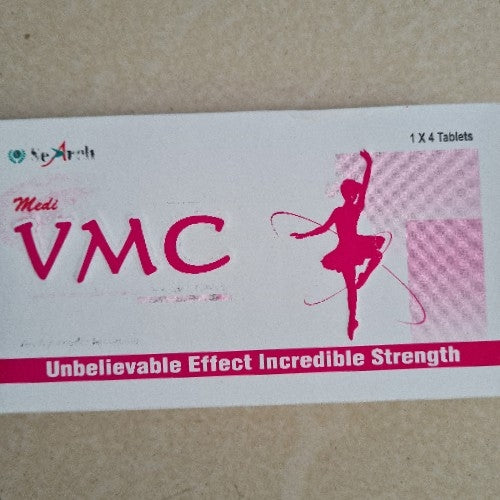 SeArch
1 X 4 Tablets
Medi
VMC
Unbelievable Effect Incredible Strength